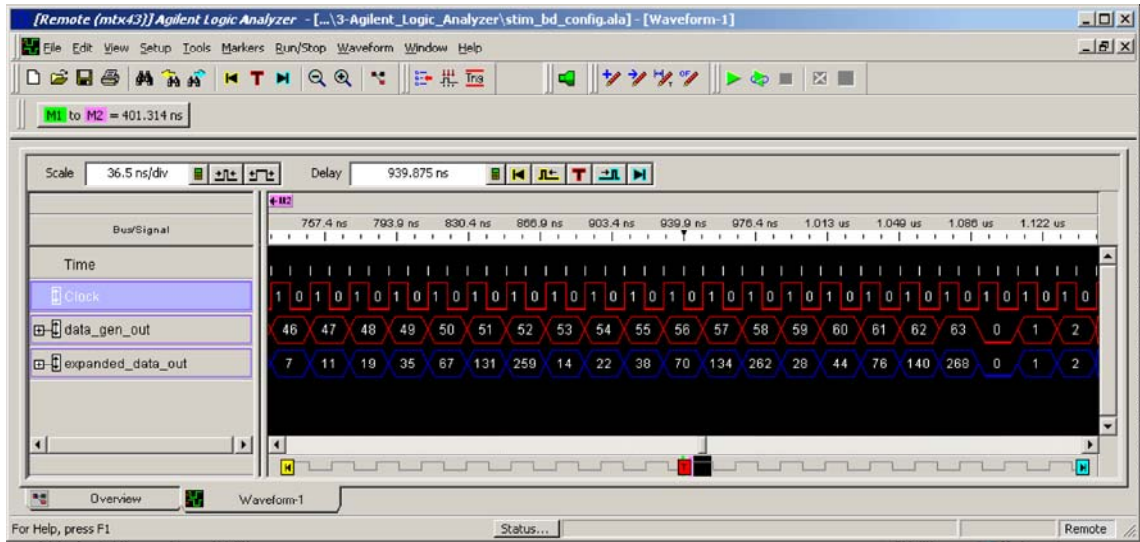 [Remote (mtx43)] Agilent Logic Analyzer - [...\3-Agilent_Logic_Analyzer\stim_bd_config.ala] - [Waveform-1]
File Edit View Setup Tools Markers Run/Stop Waveform Window Help
T Trig
M1 to M2 = 401.314 ns
Scale 36.5 ns/div Delay 939.875 ns T
M2
Bus/Signal 757.4 ns 793.9 ns 830.4 ns 866.9 ns 903.4 ns 939.9 ns 976.4 ns 1.013 us 1.049 us 1.086 us 1.122 us
Time
Clock 1 0 1 0 1 0 1 0 1 0 1 0 1 0 1 0 1 0 1 0 1 0 1 0 1 0 1 0 1 0 1 0 1 0 1 0 1 0 1 0 1 0
data_gen_out 46 47 48 49 50 51 52 53 54 55 56 57 58 59 60 61 62 63 0 1 2
expanded_data_out 7 11 19 35 67 131 259 14 22 38 70 134 262 28 44 76 140 268 0 1 2
T
Overview Waveform-1
For Help, press F1 Status... Remote